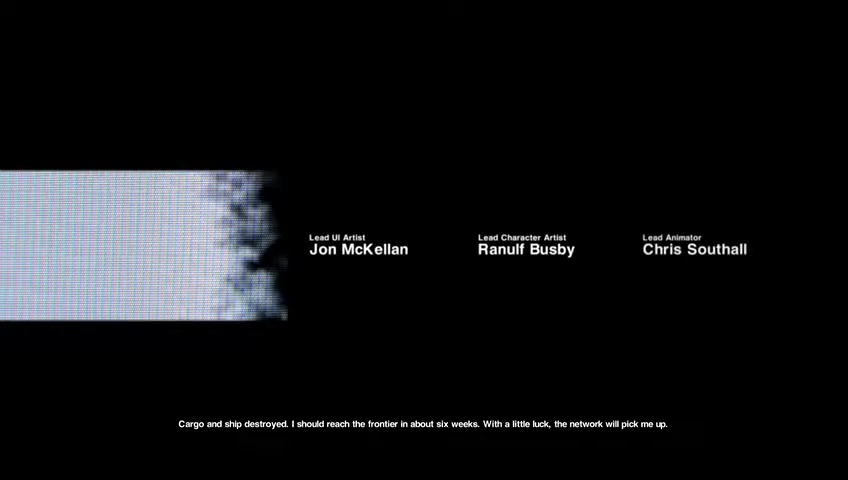 Lead UI Artist
Jon McKellan
Lead Character Artist
Ranulf Busby
Lead Animator
Chris Southall
Cargo and ship destroyed. I should reach the frontier in about six weeks. With a little luck, the network will pick me up.